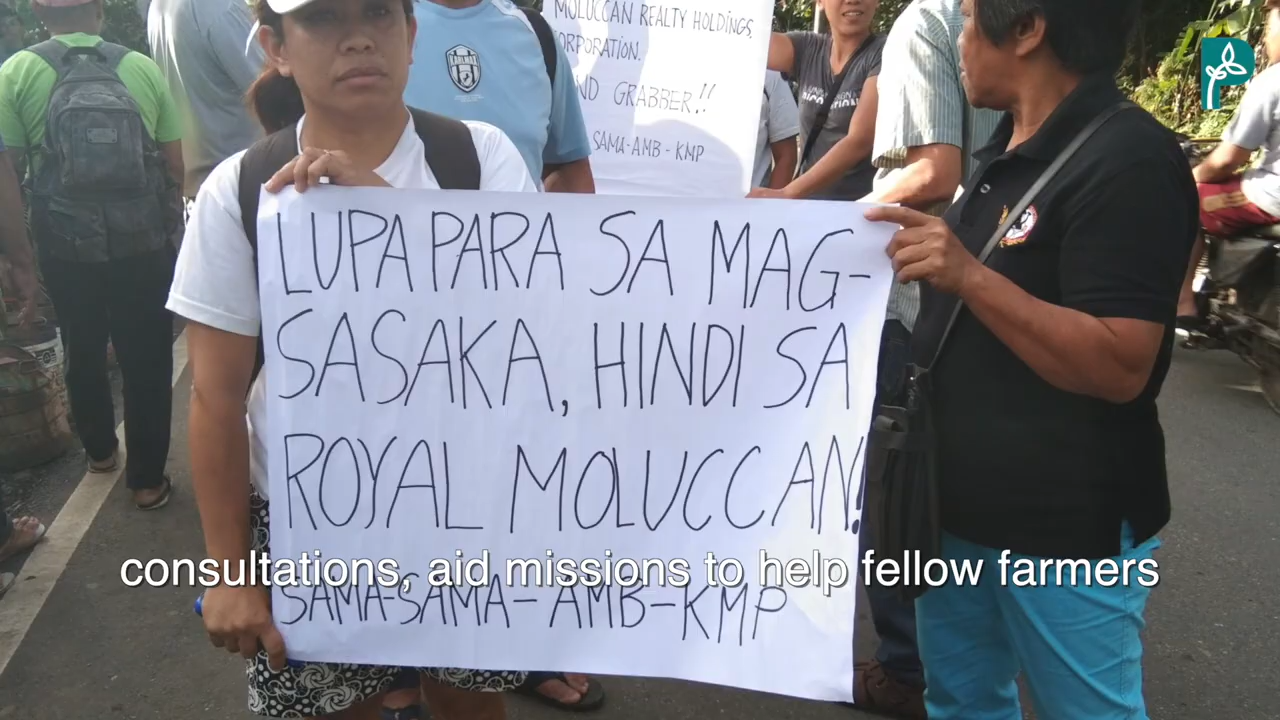 MOLUCCAN REALTY HOLDINGS,
CORPORATION.
GRABBER!!
SAMA-AMB-KMP
LUPA PARA SA MAG-
SASAKA, HINDI SA
ROYAL MOLUCCAN!
SAMA-SAMA-AMB-KMP
consultations, aid missions to help fellow farmers